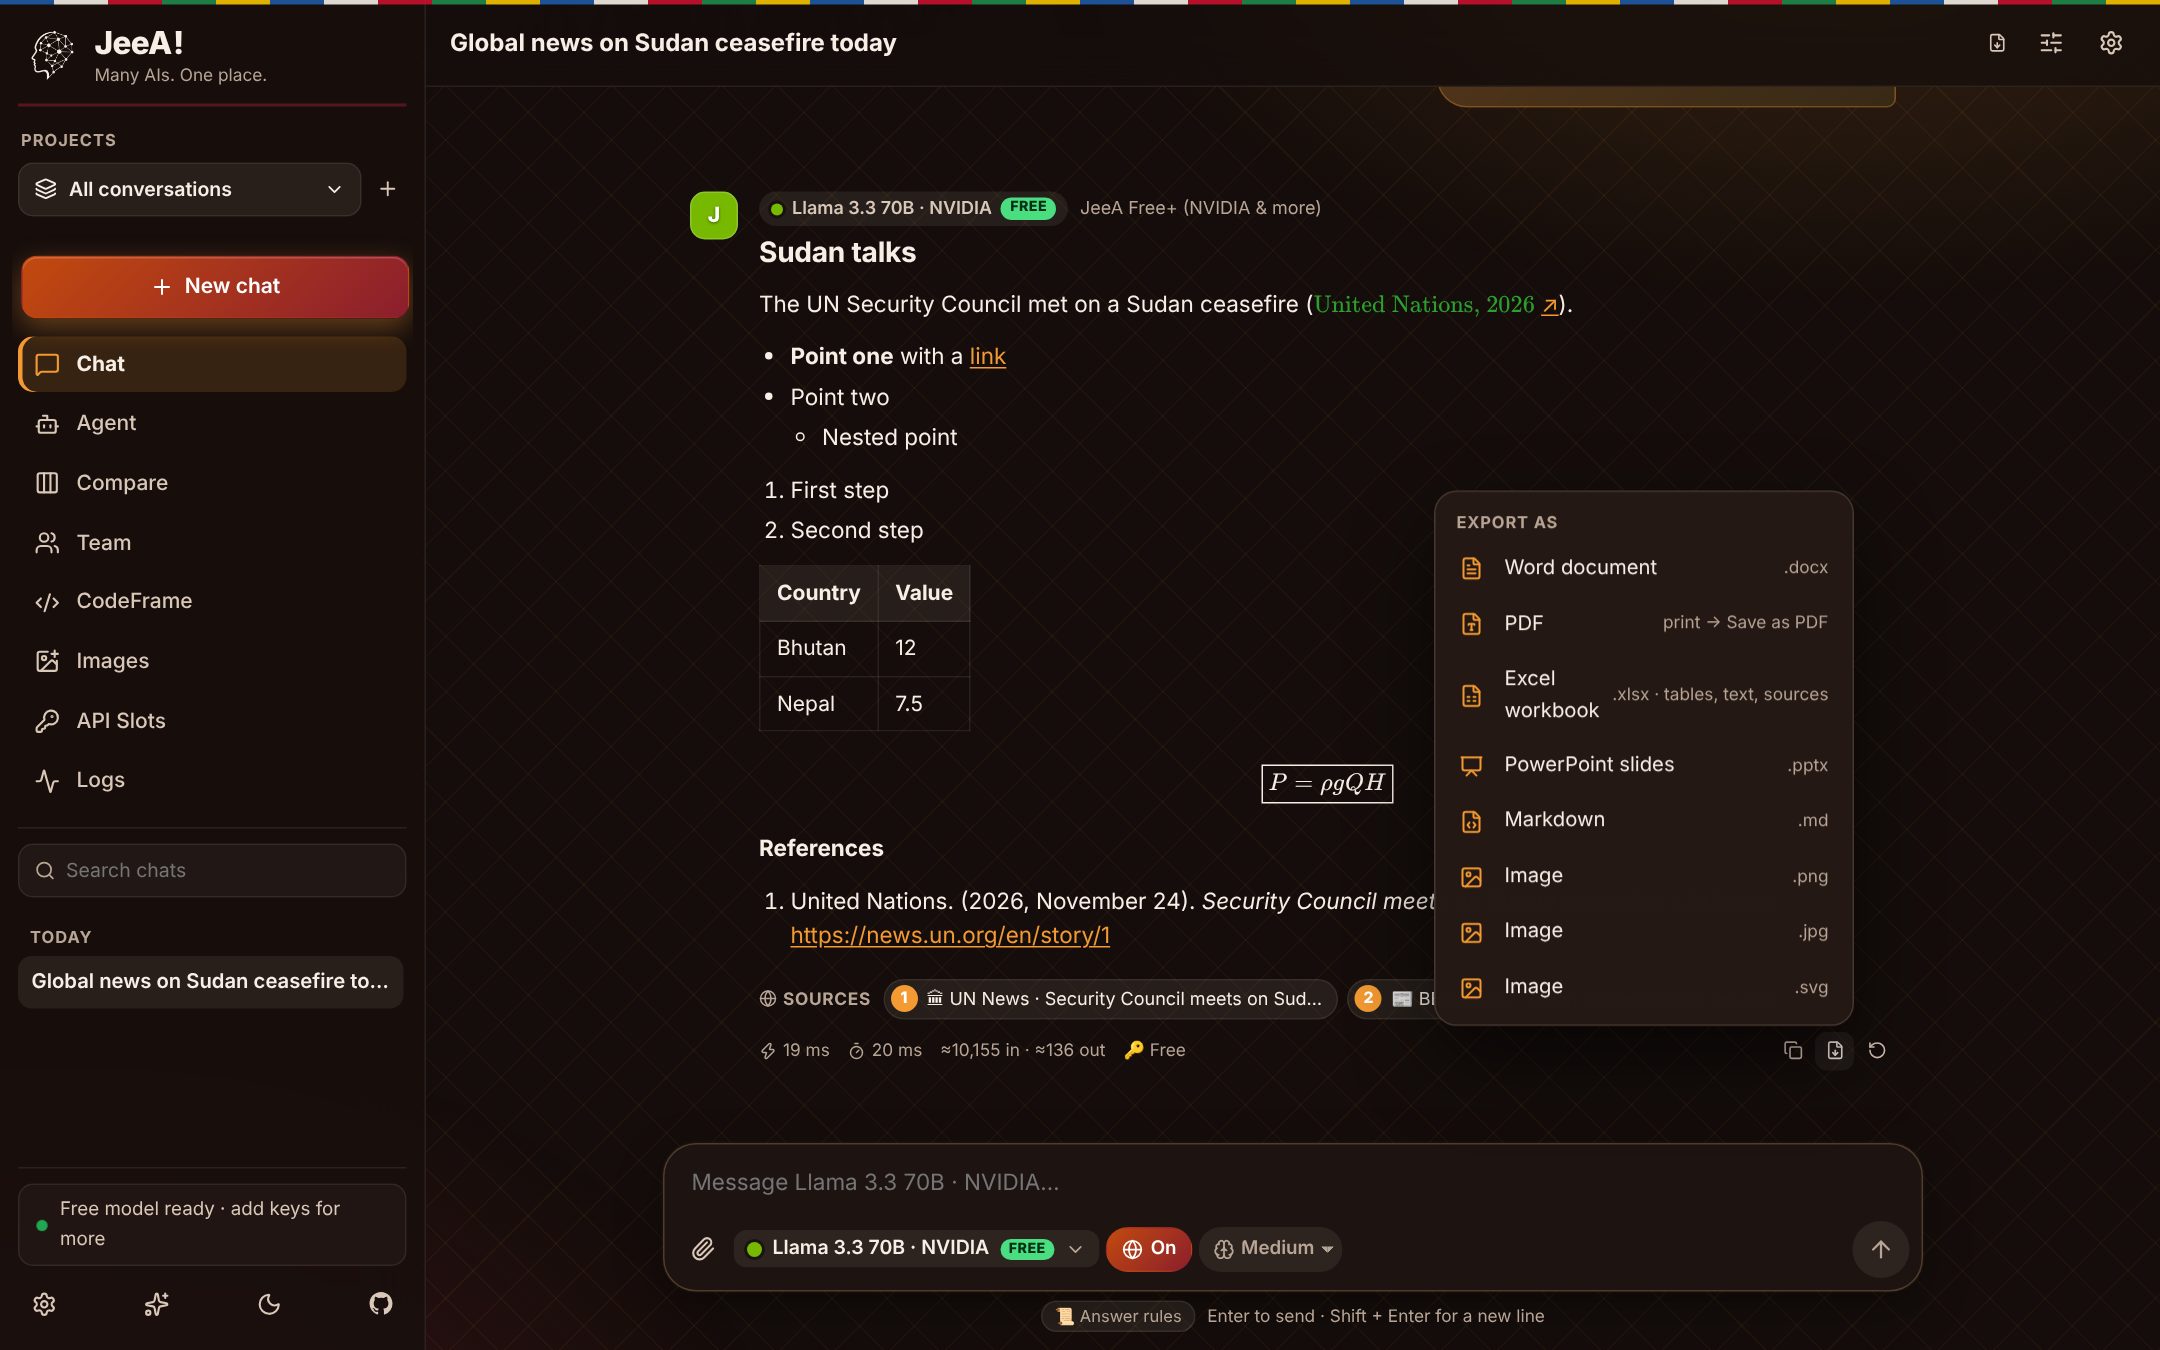 JeeA!
Many AIs. One place.
PROJECTS
All conversations
New chat
Chat
Agent
Compare
Team
CodeFrame
Images
API Slots
Logs
Search chats
TODAY
Global news on Sudan ceasefire to...
Free model ready · add keys for
more
Global news on Sudan ceasefire today
J
Llama 3.3 70B · NVIDIA FREE JeeA Free+ (NVIDIA & more)
Sudan talks
The UN Security Council met on a Sudan ceasefire (United Nations, 2026 ↗).
• Point one with a link
• Point two
◦ Nested point
1. First step
2. Second step
Country Value
Bhutan 12
Nepal 7.5
P = ρgQH
References
1. United Nations. (2026, November 24). Security Council meet
https://news.un.org/en/story/1
SOURCES 1 🏛 UN News · Security Council meets on Sud... 2 📰
19 ms 20 ms ≈10,155 in · ≈136 out 🔑 Free
EXPORT AS
Word document .docx
PDF print → Save as PDF
Excel
workbook .xlsx · tables, text, sources
PowerPoint slides .pptx
Markdown .md
Image .png
Image .jpg
Image .svg
Message Llama 3.3 70B · NVIDIA...
Llama 3.3 70B · NVIDIA FREE On Medium
📜 Answer rules Enter to send · Shift + Enter for a new line